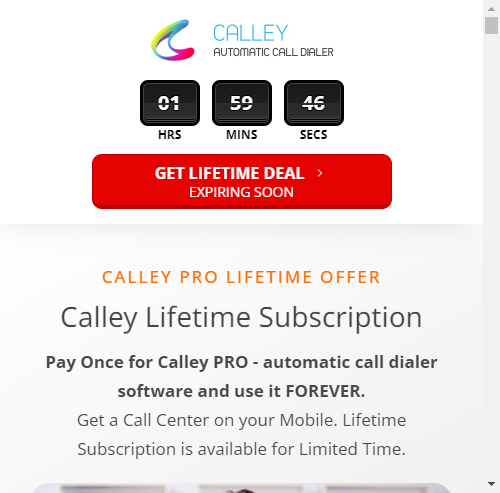 CALLEY
AUTOMATIC CALL DIALER
01 59 46
HRS MINS SECS
GET LIFETIME DEAL
EXPIRING SOON
CALLEY PRO LIFETIME OFFER
Calley Lifetime Subscription
Pay Once for Calley PRO - automatic call dialer
software and use it FOREVER.
Get a Call Center on your Mobile. Lifetime
Subscription is available for Limited Time.